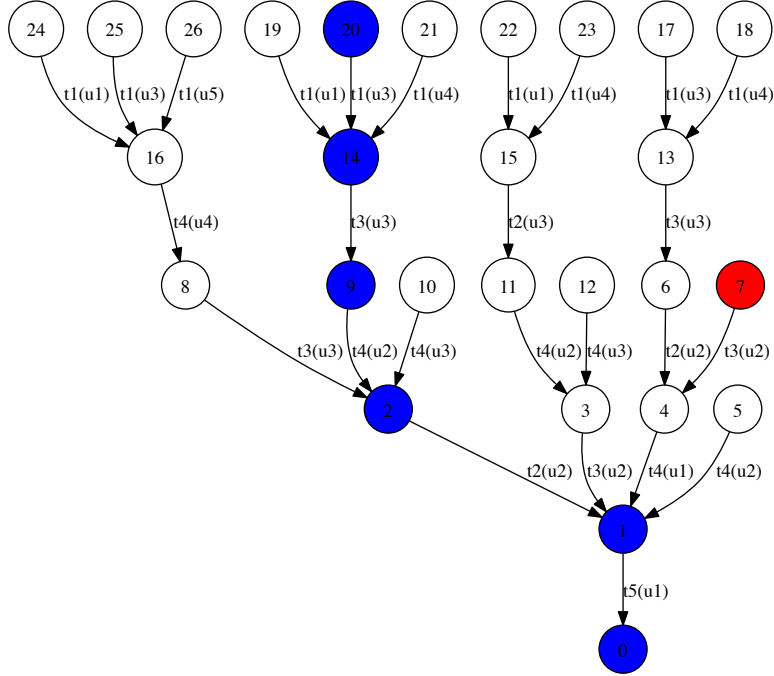 24 25 26 19 20 21 22 23 17 18
t1(u1) t1(u3) t1(u5) t1(u1) t1(u3) t1(u4) t1(u1) t1(u4) t1(u3) t1(u4)
16 14 15 13
t4(u4) t3(u3) t2(u3) t3(u3)
8 9 10 11 12 6 7
t3(u3) t4(u2) t4(u3) t4(u2) t4(u3) t2(u2) t3(u2)
2 3 4 5
t2(u2) t3(u2) t4(u1) t4(u2)
1
t5(u1)
0